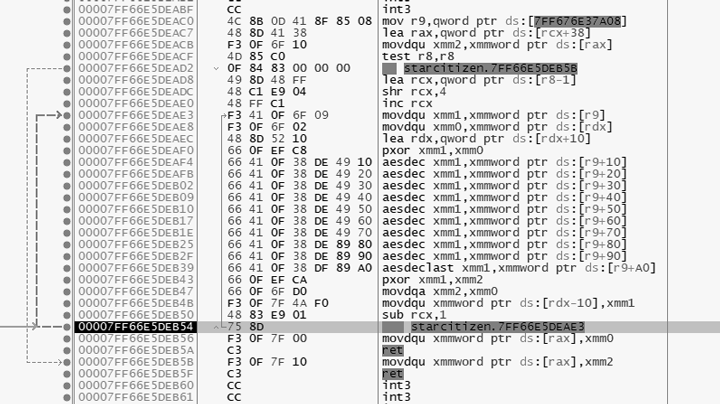 00007FF66E5DEABF CC int3
00007FF66E5DEAC0 4C 8B 0D 41 8F 85 08 mov r9,qword ptr ds:[7FF676E37A08]
00007FF66E5DEAC7 48 8D 41 38 lea rax,qword ptr ds:[rcx+38]
00007FF66E5DEACB F3 0F 6F 10 movdqu xmm2,xmmword ptr ds:[rax]
00007FF66E5DEACF 4D 85 C0 test r8,r8
00007FF66E5DEAD2 0F 84 83 00 00 00 starcitizen.7FF66E5DEB5B
00007FF66E5DEAD8 49 8D 48 FF lea rcx,qword ptr ds:[r8-1]
00007FF66E5DEADC 48 C1 E9 04 shr rcx,4
00007FF66E5DEAE0 48 FF C1 inc rcx
00007FF66E5DEAE3 F3 41 0F 6F 09 movdqu xmm1,xmmword ptr ds:[r9]
00007FF66E5DEAE8 F3 0F 6F 02 movdqu xmm0,xmmword ptr ds:[rdx]
00007FF66E5DEAEC 48 8D 52 10 lea rdx,qword ptr ds:[rdx+10]
00007FF66E5DEAF0 66 0F EF C8 pxor xmm1,xmm0
00007FF66E5DEAF4 66 41 0F 38 DE 49 10 aesdec xmm1,xmmword ptr ds:[r9+10]
00007FF66E5DEAFB 66 41 0F 38 DE 49 20 aesdec xmm1,xmmword ptr ds:[r9+20]
00007FF66E5DEB02 66 41 0F 38 DE 49 30 aesdec xmm1,xmmword ptr ds:[r9+30]
00007FF66E5DEB09 66 41 0F 38 DE 49 40 aesdec xmm1,xmmword ptr ds:[r9+40]
00007FF66E5DEB10 66 41 0F 38 DE 49 50 aesdec xmm1,xmmword ptr ds:[r9+50]
00007FF66E5DEB17 66 41 0F 38 DE 49 60 aesdec xmm1,xmmword ptr ds:[r9+60]
00007FF66E5DEB1E 66 41 0F 38 DE 49 70 aesdec xmm1,xmmword ptr ds:[r9+70]
00007FF66E5DEB25 66 41 0F 38 DE 89 80 aesdec xmm1,xmmword ptr ds:[r9+80]
00007FF66E5DEB2F 66 41 0F 38 DE 89 90 aesdec xmm1,xmmword ptr ds:[r9+90]
00007FF66E5DEB39 66 41 0F 38 DF 89 A0 aesdeclast xmm1,xmmword ptr ds:[r9+A0]
00007FF66E5DEB43 66 0F EF CA pxor xmm1,xmm2
00007FF66E5DEB47 66 0F 6F D0 movdqa xmm2,xmm0
00007FF66E5DEB4B F3 0F 7F 4A F0 movdqu xmmword ptr ds:[rdx-10],xmm1
00007FF66E5DEB50 48 83 E9 01 sub rcx,1
00007FF66E5DEB54 75 8D starcitizen.7FF66E5DEAE3
00007FF66E5DEB56 F3 0F 7F 00 movdqu xmmword ptr ds:[rax],xmm0
00007FF66E5DEB5A C3 ret
00007FF66E5DEB5B F3 0F 7F 10 movdqu xmmword ptr ds:[rax],xmm2
00007FF66E5DEB5F C3 ret
00007FF66E5DEB60 CC int3
00007FF66E5DEB61 CC int3